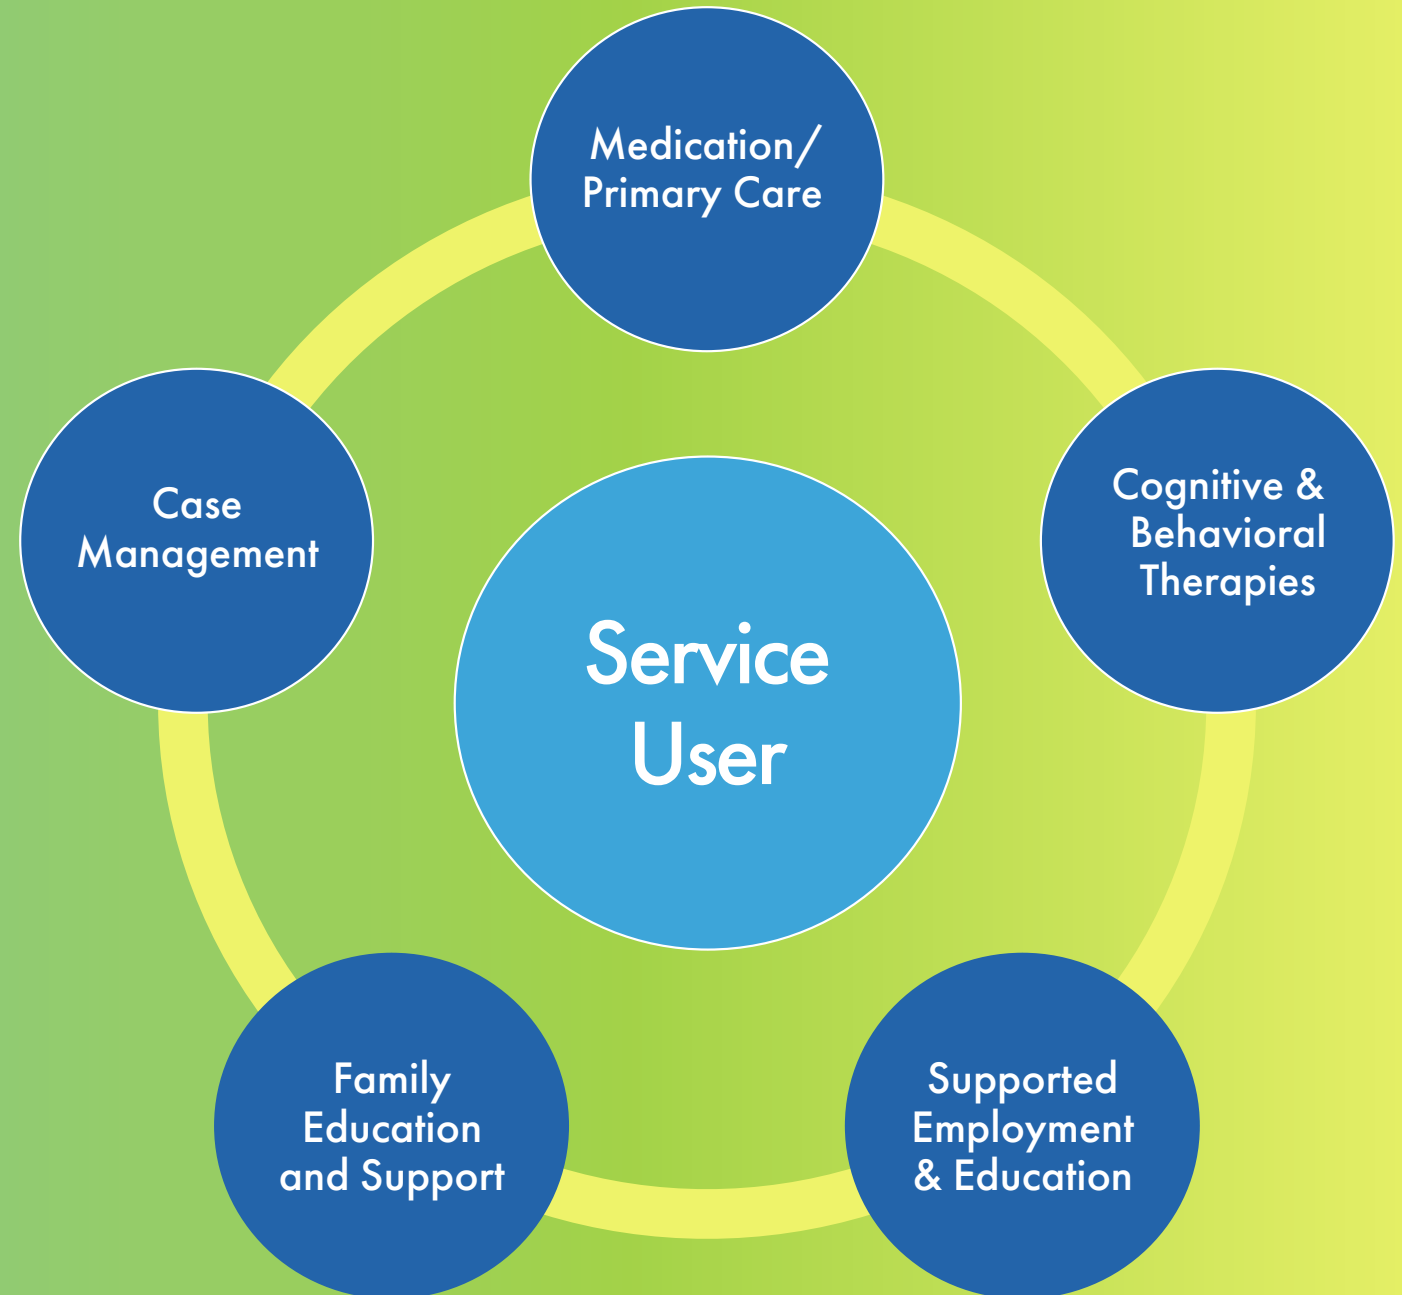 Medication/
Primary Care
Cognitive &
Behavioral
Therapies
Case
Management
Service
User
Family
Education
and Support
Supported
Employment
& Education